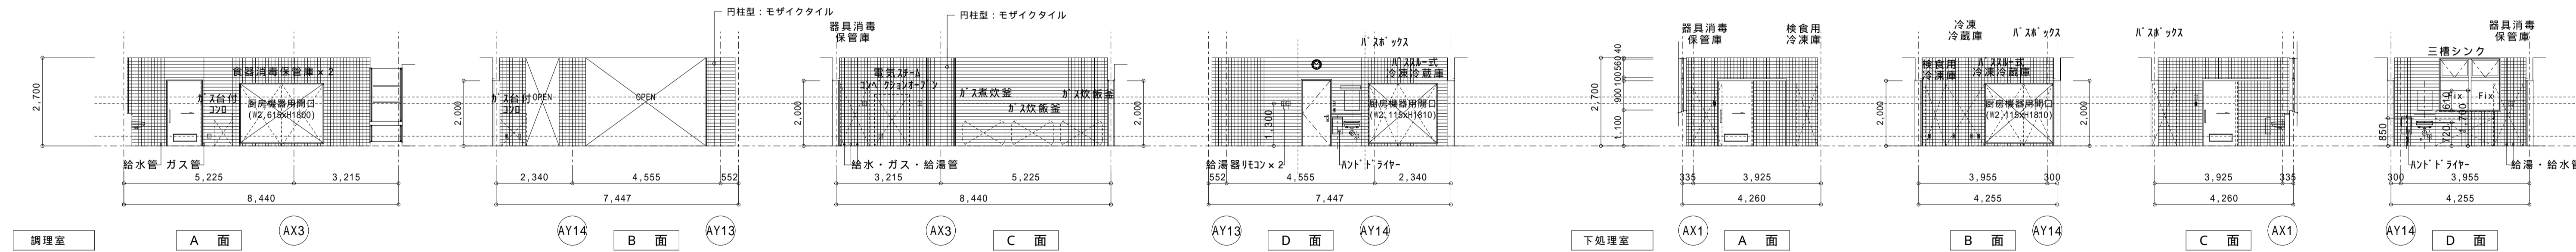 2,700
食器消毒保管庫×2
ガス台付
コンロ
厨房機器用開口
(W2,615xH1800)
給水管
ガス管
5,225
3,215
8,440
AX3
調理室
A 面
円柱型：モザイクタイル
2,000
ガス台付
コンロ
OPEN
OPEN
2,340
4,555
552
7,447
AY14
B 面
AY13
器具消毒
保管庫
円柱型：モザイクタイル
2,000
電気スチーム
コンベクションオーブン
ガス煮炊釜
ガス炊飯釜
ガス炊飯釜
2,000
給水・ガス・給湯管
3,215
5,225
8,440
AX3
C 面
パスボックス
パススルー式
冷凍冷蔵庫
1,300
厨房機器用開口
(W2,115xH1810)
給湯器リモコン×2
ハンドドライヤー
552
4,555
2,340
7,447
AY13
D 面
AY14
器具消毒
保管庫
検食用
冷凍庫
2,700
40
560
100
900
1,100
335
3,925
4,260
下処理室
AX1
A 面
冷凍
冷蔵庫
パスボックス
検食用
冷凍庫
パススルー式
冷凍冷蔵庫
2,000
厨房機器用開口
(W2,115xH1810)
2,000
3,955
300
4,255
B 面
AY14
パスボックス
3,925
335
4,260
C 面
AX1
器具消毒
保管庫
三槽シンク
Fix
Fix
610
1,700
720
850
2,000
ハンドドライヤー
給湯・給水管
300
3,955
4,255
AY14
D 面